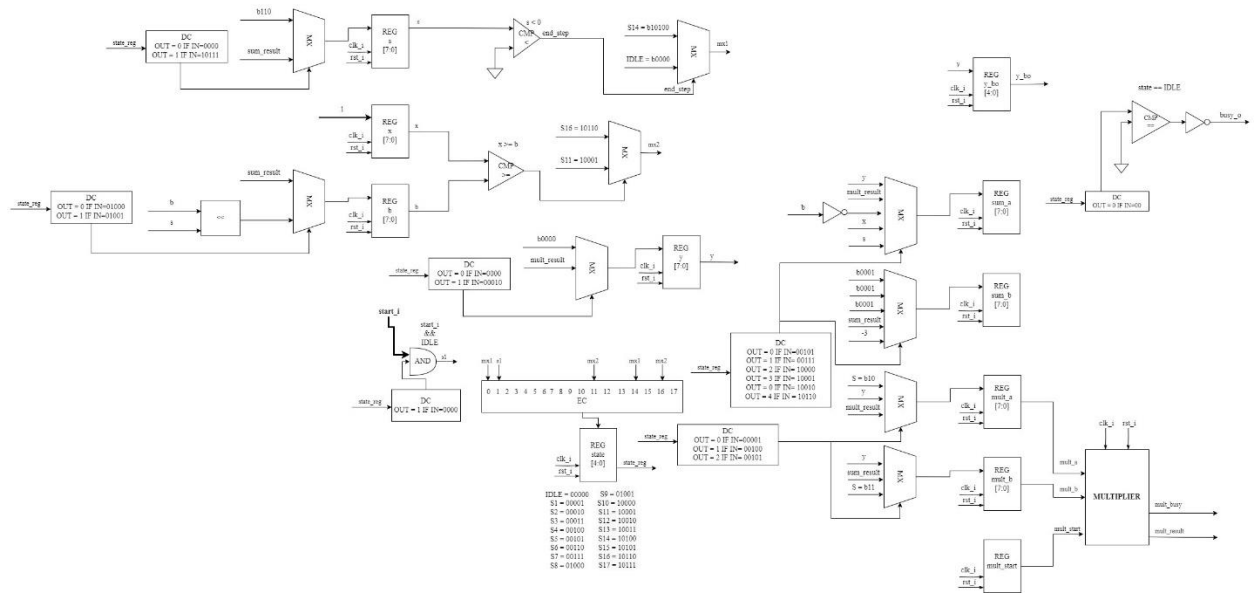 b110
state_reg
DC
OUT = 0 IF IN=0000
OUT = 1 IF IN=10111
sum_result
MX
REG
s
[7:0]
clk_i
rst_i
s
s < 0
CMP
<
end_step
S14 = b10100
IDLE = b0000
MX
mx1
end_step
y
REG
y_bo
[4:0]
clk_i
rst_i
y_bo
state == IDLE
CMP
==
busy_o
state_reg
DC
OUT = 0 IF IN=00
1
REG
x
[7:0]
clk_i
rst_i
x
x >= b
CMP
>=
S16 = 10110
S11 = 10001
MX
mx2
state_reg
DC
OUT = 0 IF IN=01000
OUT = 1 IF IN=01001
sum_result
b
s
<<
MX
REG
b
[7:0]
clk_i
rst_i
b
b0000
mult_result
state_reg
DC
OUT = 0 IF IN=0000
OUT = 1 IF IN=00010
MX
REG
y
[7:0]
clk_i
rst_i
y
y
mult_result
b
x
s
MX
REG
sum_a
[7:0]
clk_i
rst_i
b0001
b0001
b0001
sum_result
-3
MX
REG
sum_b
[7:0]
clk_i
rst_i
state_reg
DC
OUT = 0 IF IN=00101
OUT = 1 IF IN=00111
OUT = 2 IF IN=10000
OUT = 3 IF IN=10001
OUT = 0 IF IN=10010
OUT = 4 IF IN = 10110
start_i
start_i
&&
IDLE
AND
s1
state_reg
DC
OUT = 1 IF IN=0000
mx1
s1
mx2
mx1
mx2
0 1 2 3 4 5 6 7 8 9 10 11 12 13 14 15 16 17
EC
REG
state
[4:0]
clk_i
rst_i
state_reg
IDLE = 00000
S1 = 00001
S2 = 00010
S3 = 00011
S4 = 00100
S5 = 00101
S6 = 00110
S7 = 00111
S8 = 01000
S9 = 01001
S10 = 10000
S11 = 10001
S12 = 10010
S13 = 10011
S14 = 10100
S15 = 10101
S16 = 10110
S17 = 10111
state_reg
DC
OUT = 0 IF IN=00001
OUT = 1 IF IN= 00100
OUT = 2 IF IN= 00101
S = b10
y
mult_result
MX
REG
mult_a
[7:0]
clk_i
rst_i
y
sum_result
S = b11
MX
REG
mult_b
[7:0]
clk_i
rst_i
REG
mult_start
clk_i
rst_i
mult_a
mult_b
mult_start
clk_i
rst_i
MULTIPLIER
mult_busy
mult_result